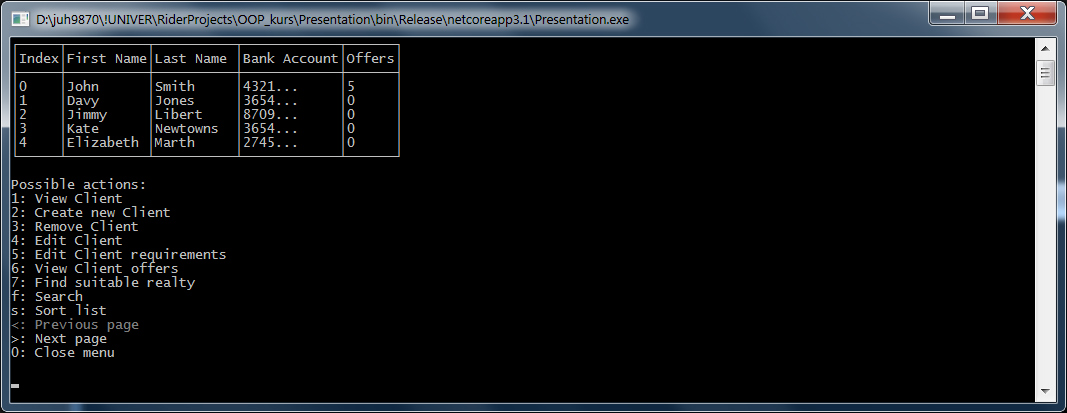 D:\juh9870\!UNIVER\RiderProjects\OOP_kurs\Presentation\bin\Release\netcoreapp3.1\Presentation.exe
Index First Name Last Name Bank Account Offers
0 John Smith 4321... 5
1 Davy Jones 3654... 0
2 Jimmy Libert 8709... 0
3 Kate Newtowns 3654... 0
4 Elizabeth Marth 2745... 0
Possible actions:
1: View Client
2: Create new Client
3: Remove Client
4: Edit Client
5: Edit Client requirements
6: View Client offers
7: Find suitable realty
f: Search
s: Sort list
<: Previous page
>: Next page
0: Close menu